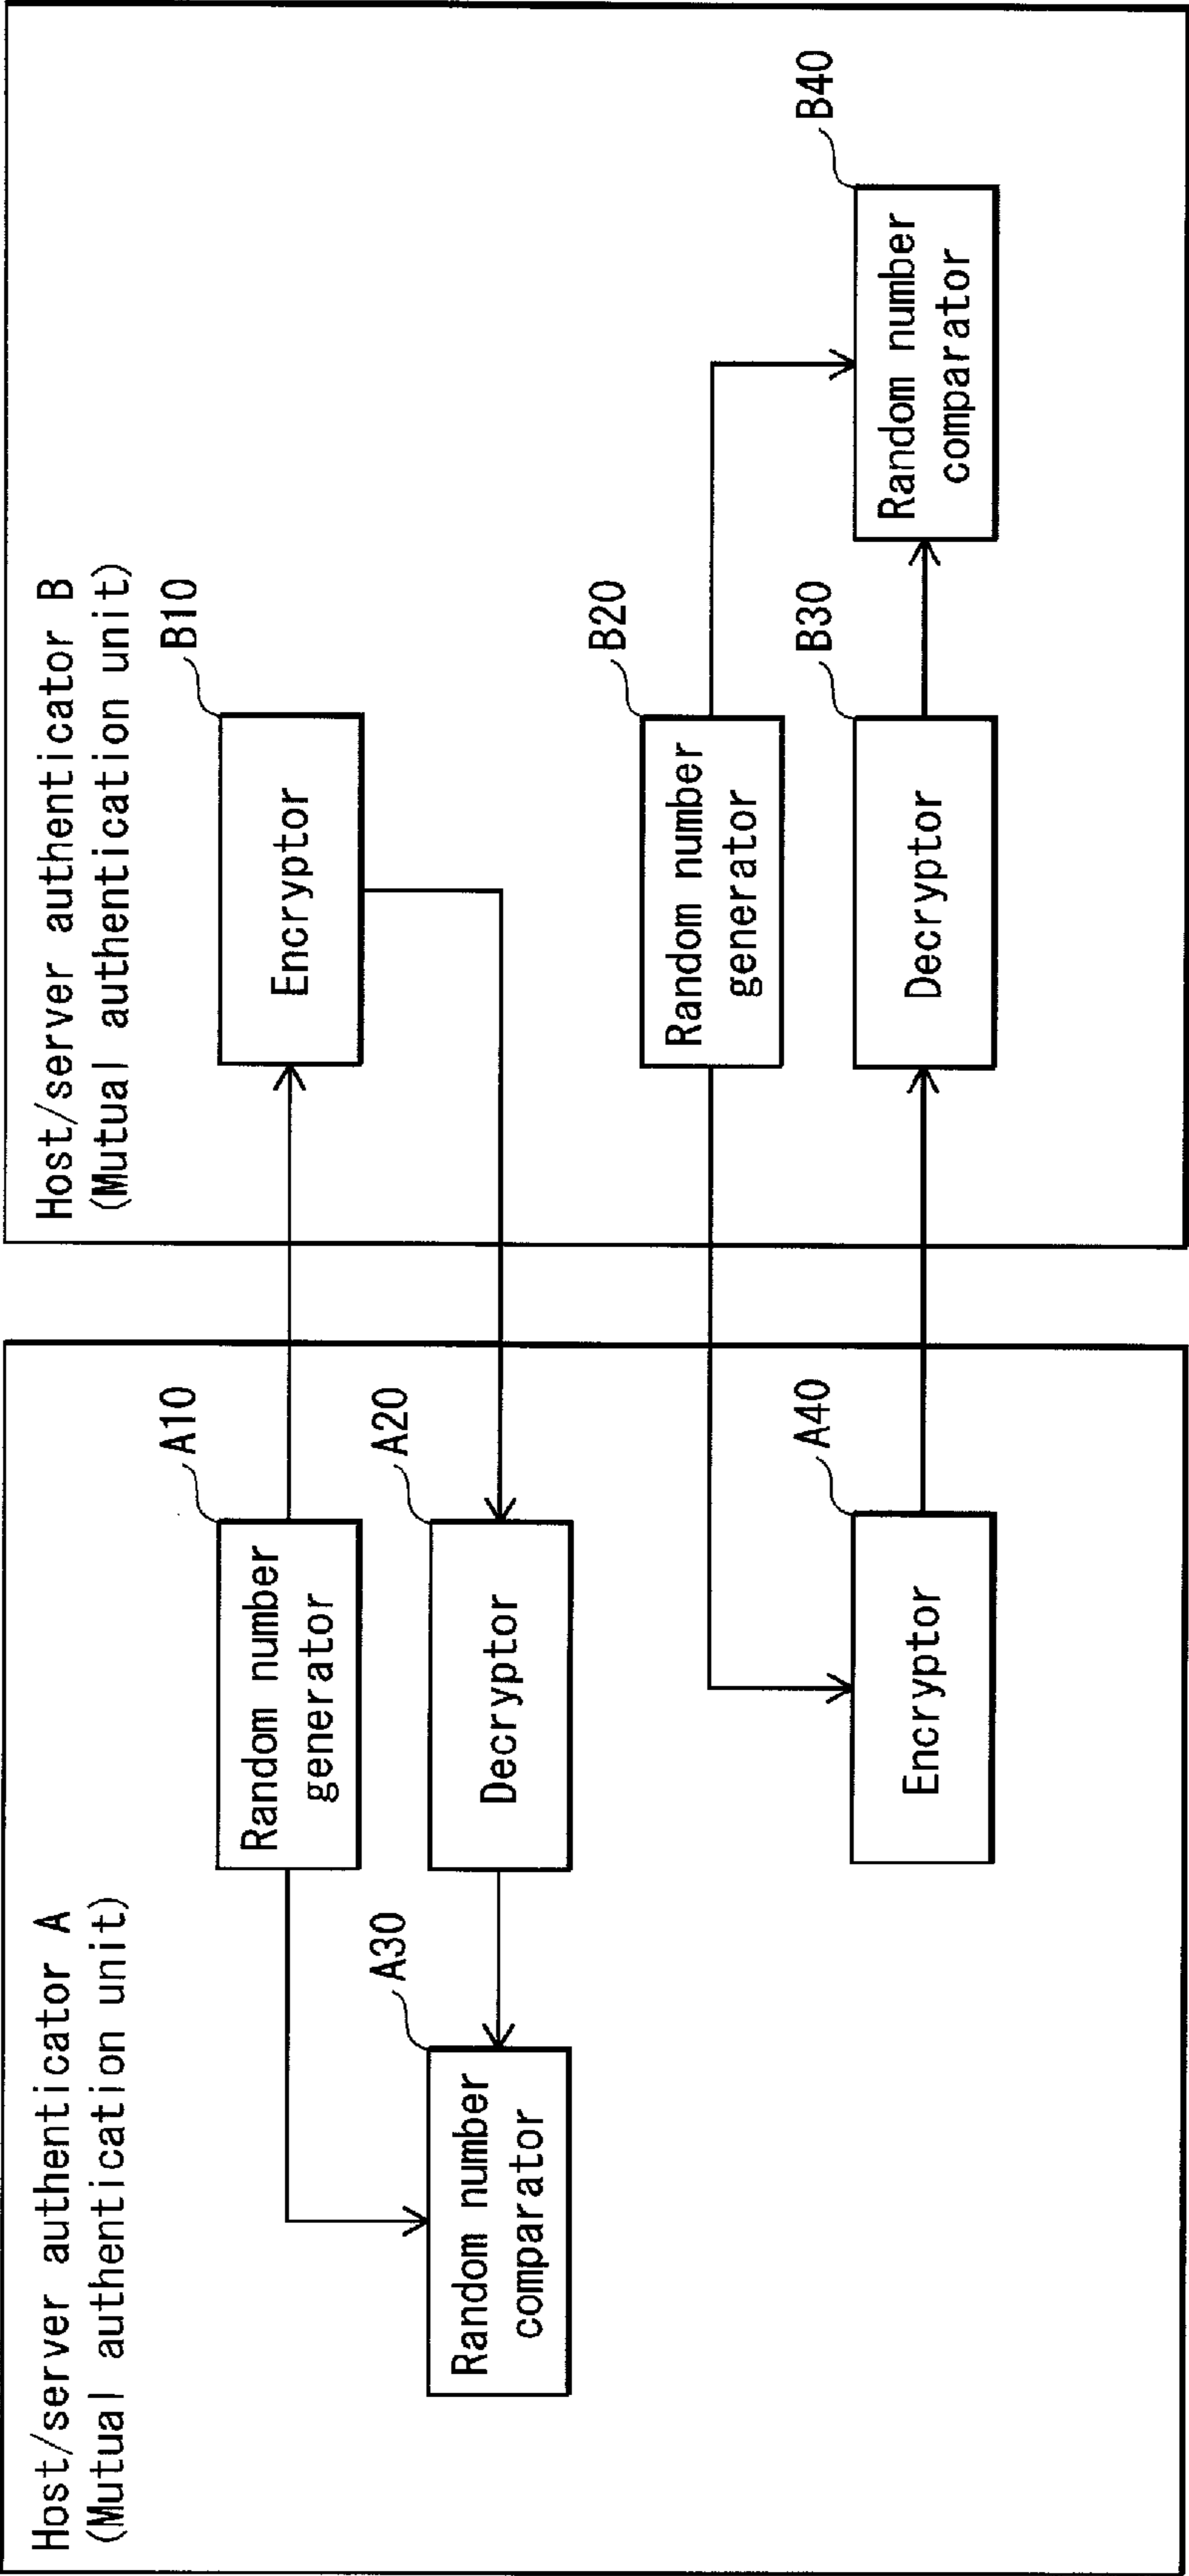 Host/server authenticator A
(Mutual authentication unit)
A10
Random number
generator
A20
Decryptor
A30
Random number
comparator
A40
Encryptor
Host/server authenticator B
(Mutual authentication unit)
B10
Encryptor
B20
Random number
generator
B30
Decryptor
B40
Random number
comparator